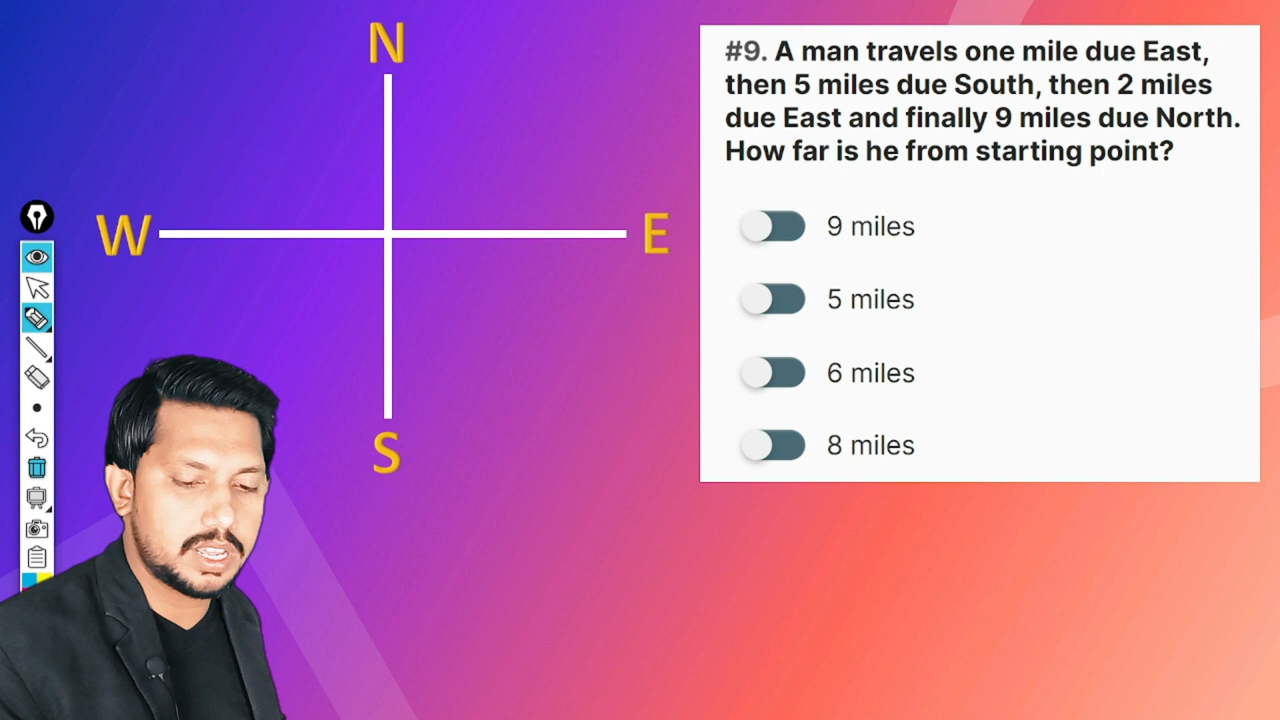 N
W
E
S
#9. A man travels one mile due East,
then 5 miles due South, then 2 miles
due East and finally 9 miles due North.
How far is he from starting point?
9 miles
5 miles
6 miles
8 miles